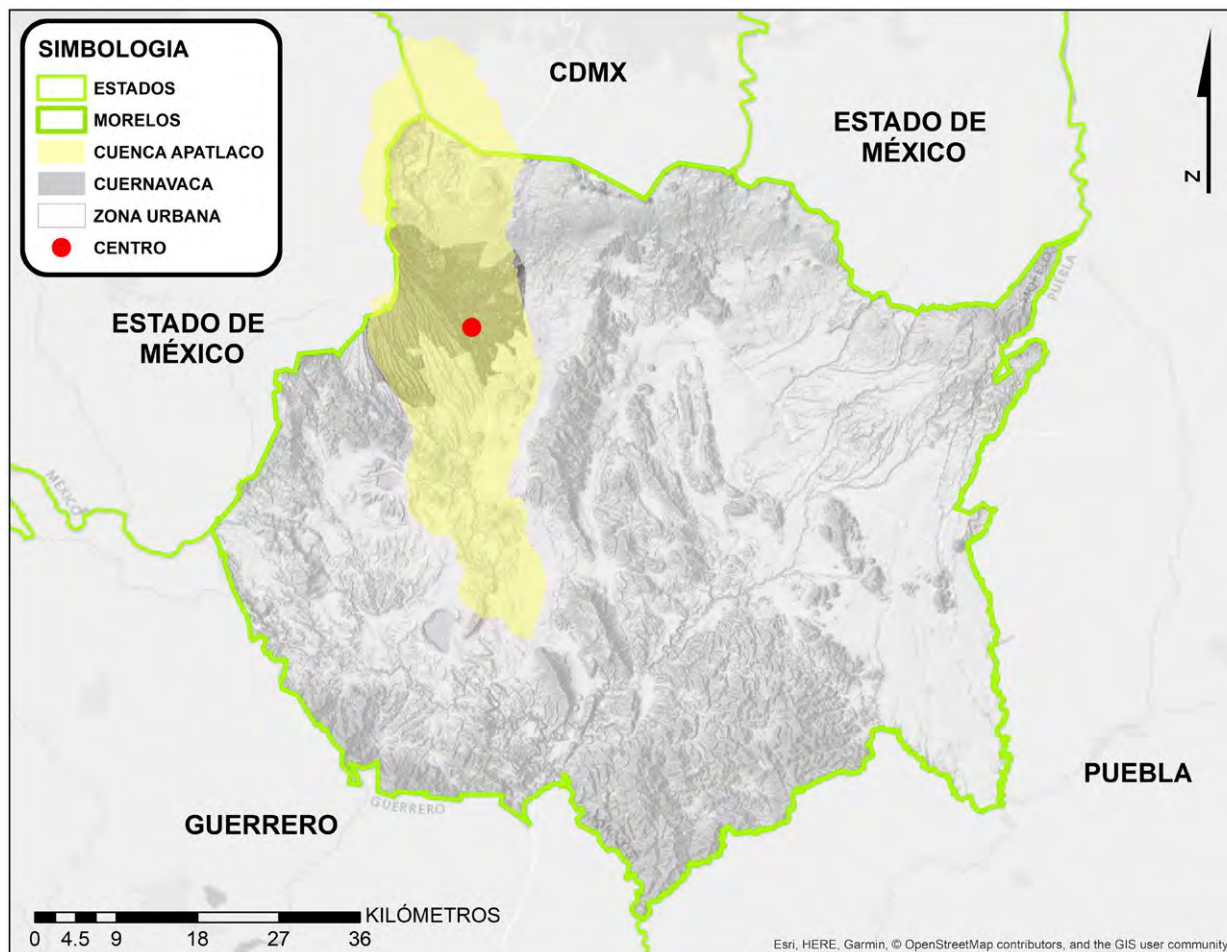 SIMBOLOGIA
ESTADOS
MORELOS
CUENCA APATLACO
CUERNAVACA
ZONA URBANA
CENTRO
CDMX
ESTADO DE
MÉXICO
N
ESTADO DE
MÉXICO
MORELOS
PUEBLA
MÉXICO
PUEBLA
GUERRERO
GUERRERO
KILÓMETROS
0 4.5 9 18 27 36
Esri, HERE, Garmin, © OpenStreetMap contributors, and the GIS user community